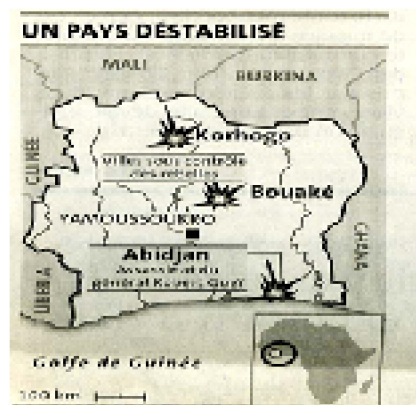 UN PAYS DÉSTABILISÉ
MALI
BURKINA
GUINÉE
Korhogo
Villes sous contrôle
des rebelles
Bouaké
YAMOUSSOUKRO
Abidjan
Assassinat du
général Robert Gueï
LIBERIA
GHANA
Golfe de Guinée
100 km